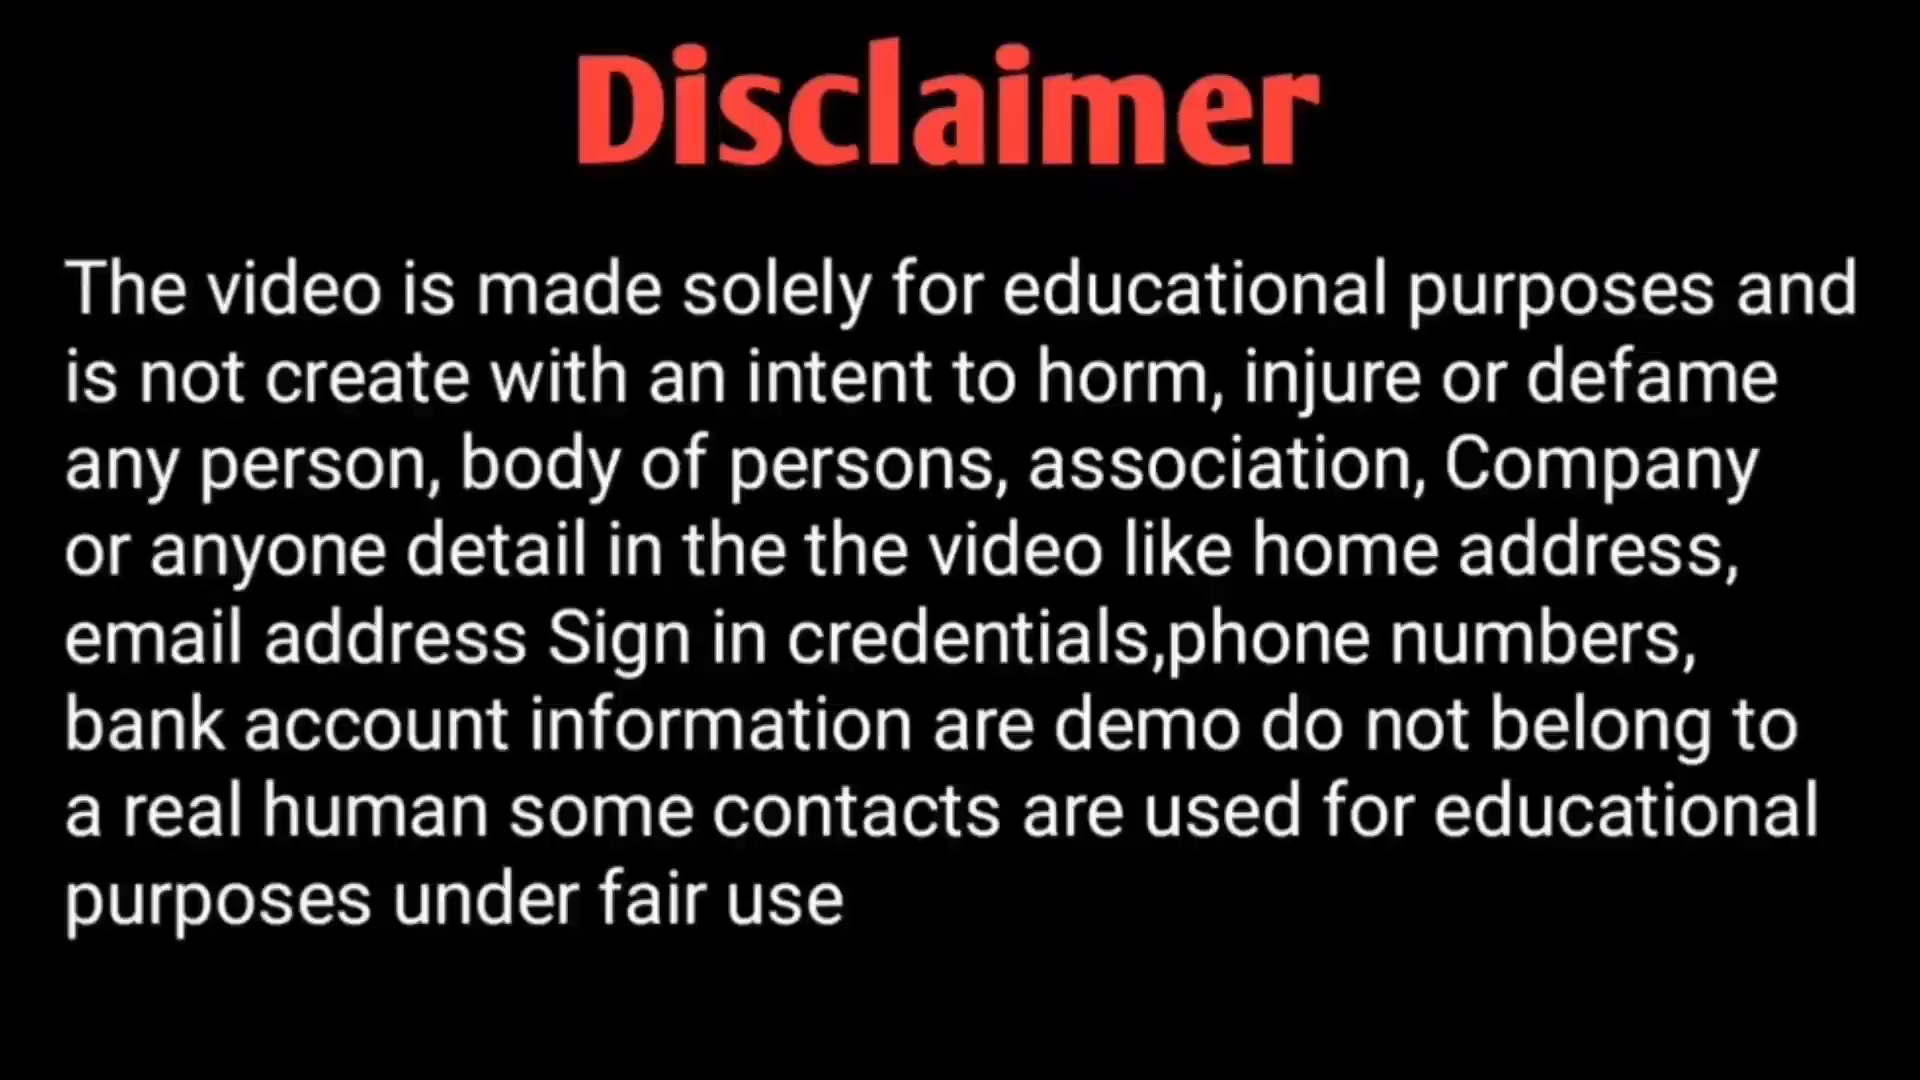 Disclaimer
The video is made solely for educational purposes and
is not create with an intent to horm, injure or defame
any person, body of persons, association, Company
or anyone detail in the the video like home address,
email address Sign in credentials,phone numbers,
bank account information are demo do not belong to
a real human some contacts are used for educational
purposes under fair use